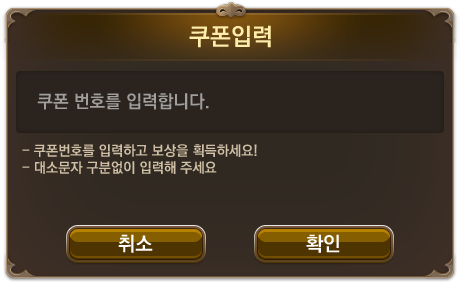 쿠폰입력
쿠폰 번호를 입력합니다.
- 쿠폰번호를 입력하고 보상을 획득하세요!
- 대소문자 구분없이 입력해 주세요
취소
확인